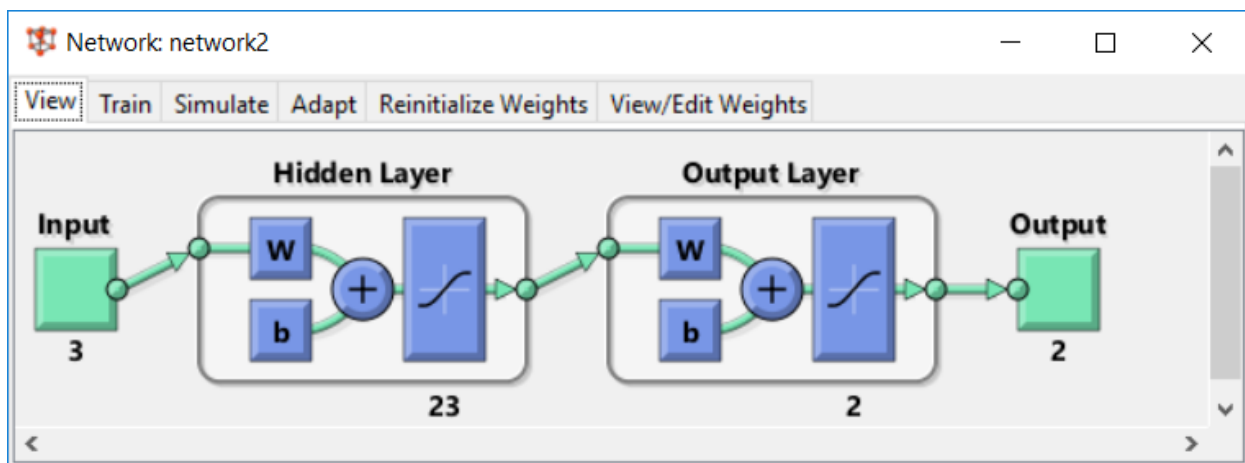 Network: network2
View Train Simulate Adapt Reinitialize Weights View/Edit Weights
Hidden Layer Output Layer
Input Output
W W
b b
3 2
23 2